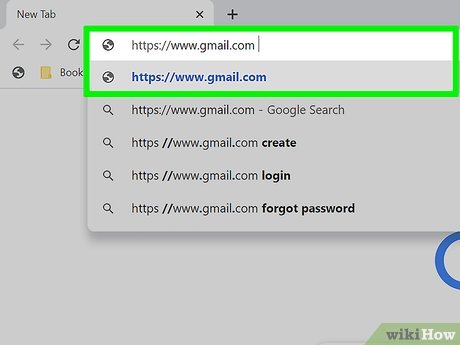 New Tab
https://www.gmail.com
Book
https://www.gmail.com
https://www.gmail.com - Google Search
https //www.gmail.com create
https //www.gmail.com login
https //www.gmail.com forgot password
wikiHow